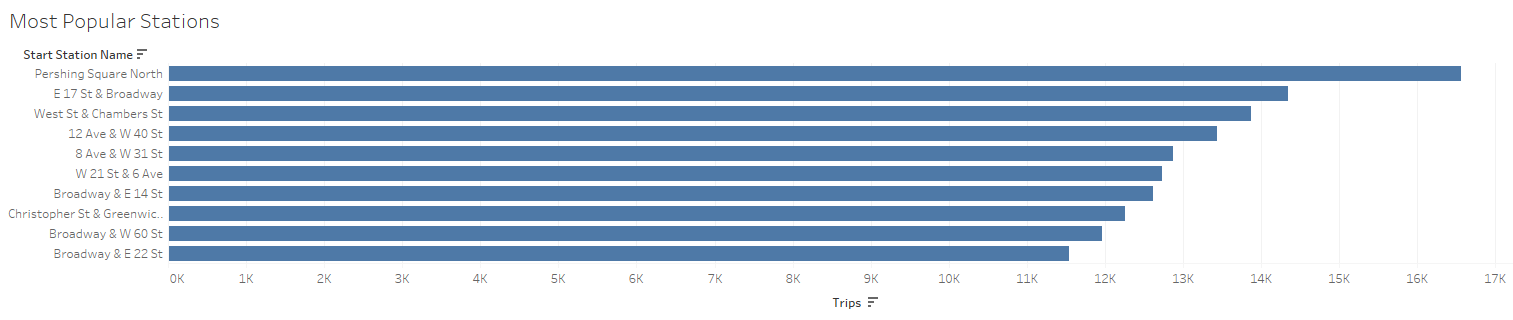 Most Popular Stations
Start Station Name
Pershing Square North
E 17 St & Broadway
West St & Chambers St
12 Ave & W 40 St
8 Ave & W 31 St
W 21 St & 6 Ave
Broadway & E 14 St
Christopher St & Greenwic..
Broadway & W 60 St
Broadway & E 22 St
0K 1K 2K 3K 4K 5K 6K 7K 8K 9K 10K 11K 12K 13K 14K 15K 16K 17K
Trips